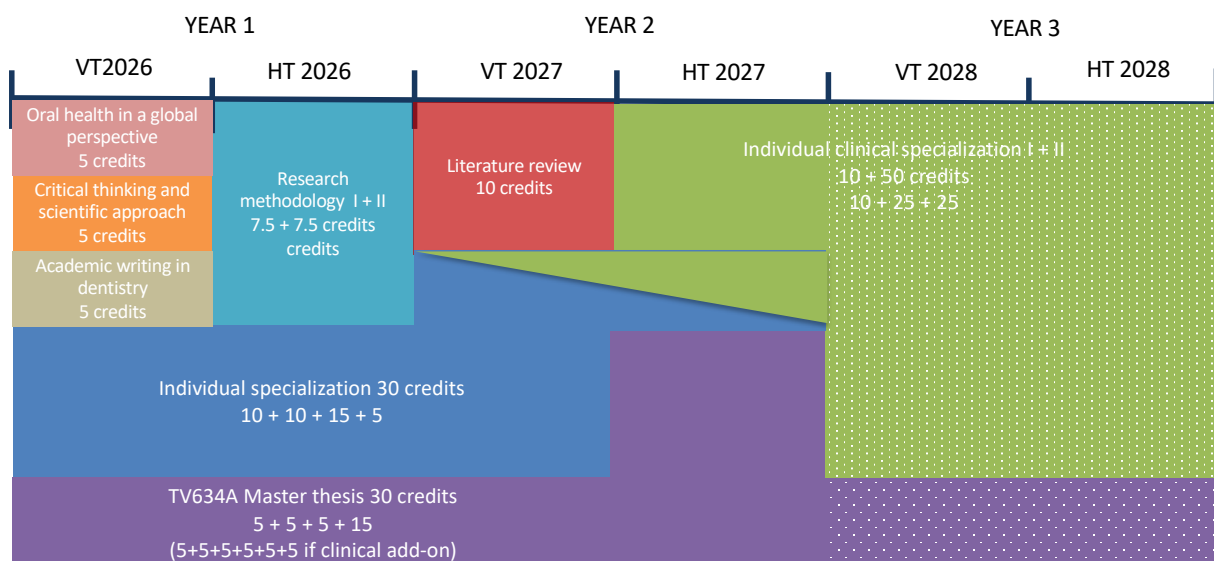 YEAR 1
YEAR 2
YEAR 3
VT2026
HT 2026
VT 2027
HT 2027
VT 2028
HT 2028
Oral health in a global
perspective
5 credits
Critical thinking and
scientific approach
5 credits
Academic writing in
dentistry
5 credits
Research
methodology I + II
7.5 + 7.5 credits
credits
Literature review
10 credits
Individual clinical specialization I + II
10 + 50 credits
10 + 25 + 25
Individual specialization 30 credits
10 + 10 + 15 + 5
TV634A Master thesis 30 credits
5 + 5 + 5 + 15
(5+5+5+5+5+5 if clinical add-on)